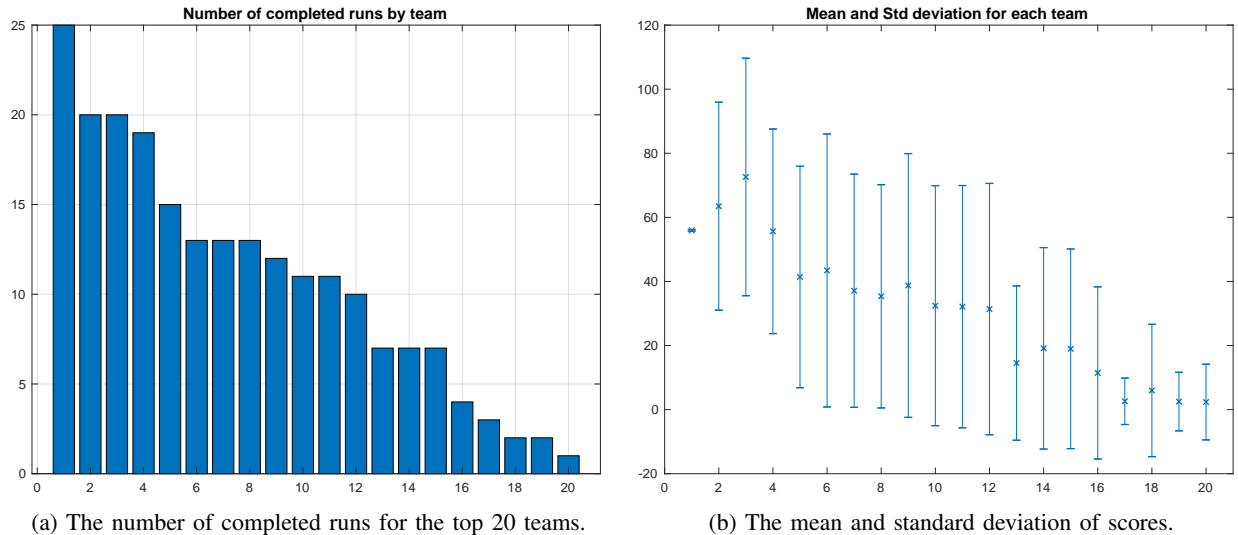 Number of completed runs by team
25
20
15
10
5
0
0 2 4 6 8 10 12 14 16 18 20
(a) The number of completed runs for the top 20 teams.
Mean and Std deviation for each team
120
100
80
60
40
20
0
-20
0 2 4 6 8 10 12 14 16 18 20
(b) The mean and standard deviation of scores.